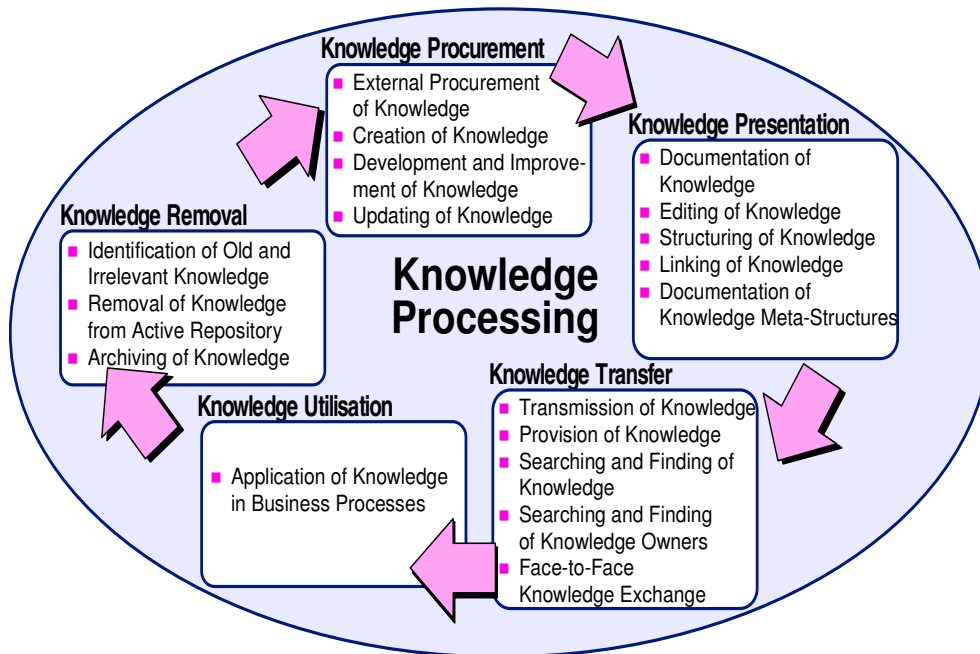 Knowledge Procurement
External Procurement
of Knowledge
Creation of Knowledge
Development and Improve-
ment of Knowledge
Updating of Knowledge
Knowledge Presentation
Documentation of
Knowledge
Editing of Knowledge
Structuring of Knowledge
Linking of Knowledge
Documentation of
Knowledge Meta-Structures
Knowledge Removal
Identification of Old and
Irrelevant Knowledge
Removal of Knowledge
from Active Repository
Archiving of Knowledge
Knowledge
Processing
Knowledge Transfer
Transmission of Knowledge
Provision of Knowledge
Searching and Finding of
Knowledge
Searching and Finding
of Knowledge Owners
Face-to-Face
Knowledge Exchange
Knowledge Utilisation
Application of Knowledge
in Business Processes